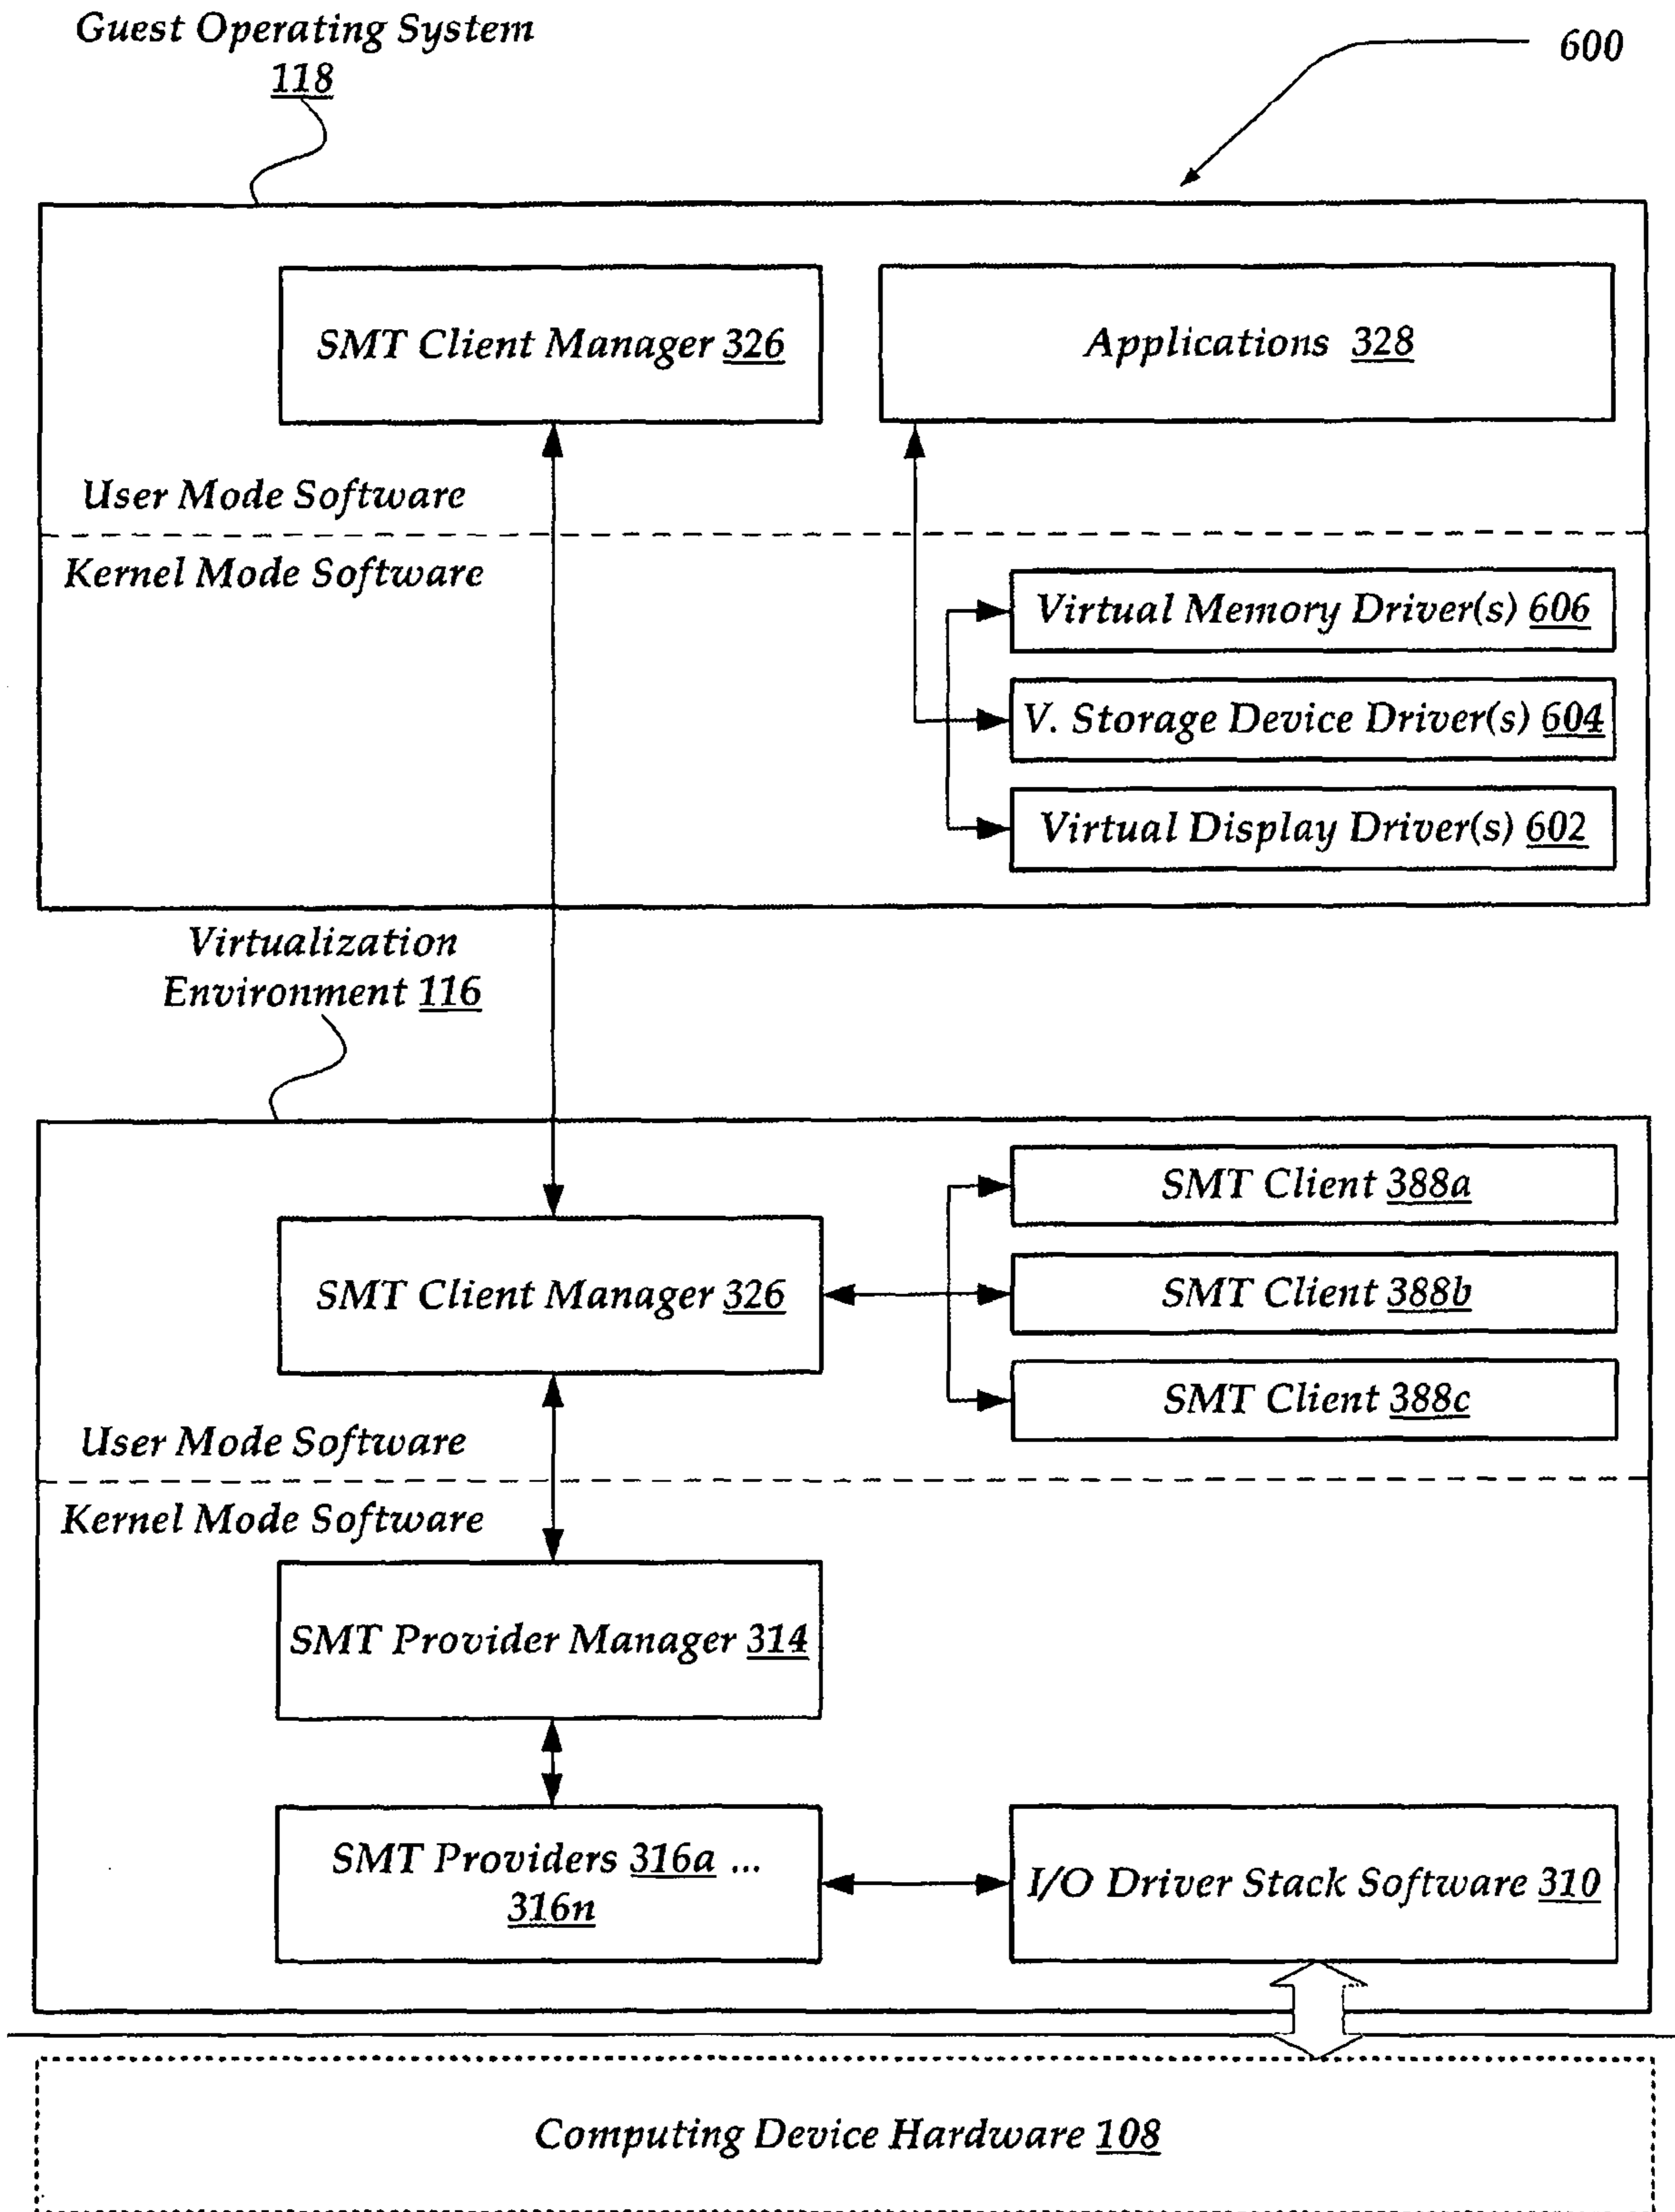 Guest Operating System
118
600
SMT Client Manager 326
Applications 328
User Mode Software
Kernel Mode Software
Virtual Memory Driver(s) 606
V. Storage Device Driver(s) 604
Virtual Display Driver(s) 602
Virtualization
Environment 116
SMT Client 388a
SMT Client Manager 326
SMT Client 388b
SMT Client 388c
User Mode Software
Kernel Mode Software
SMT Provider Manager 314
SMT Providers 316a ...
316n
I/O Driver Stack Software 310
Computing Device Hardware 108